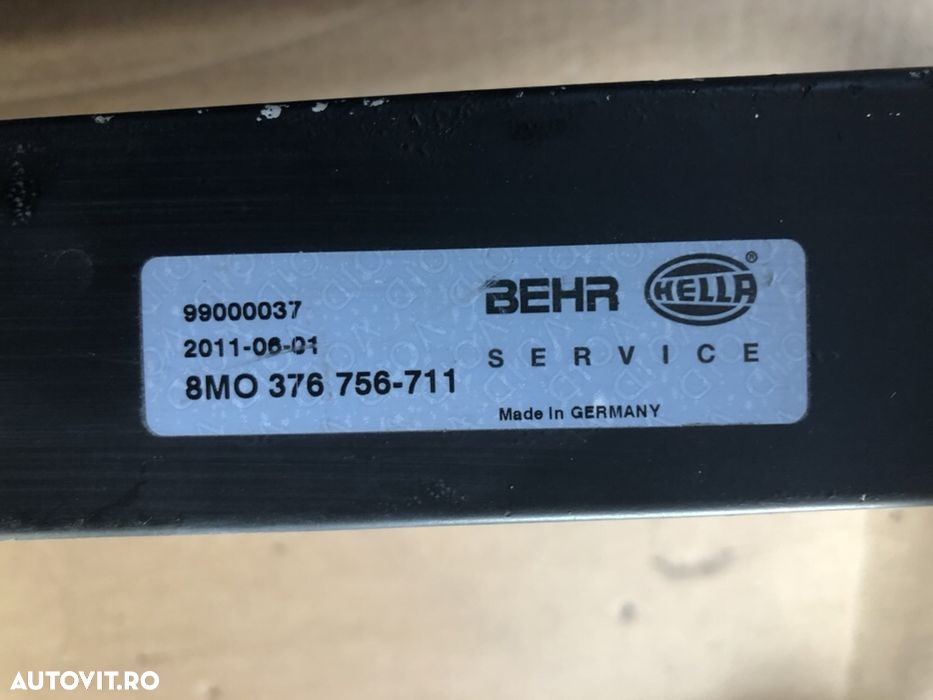 99000037
2011-06-01
8MO 376 756-711
BEHR HELLA®
SERVICE
Made in GERMANY
AUTOVIT.RO